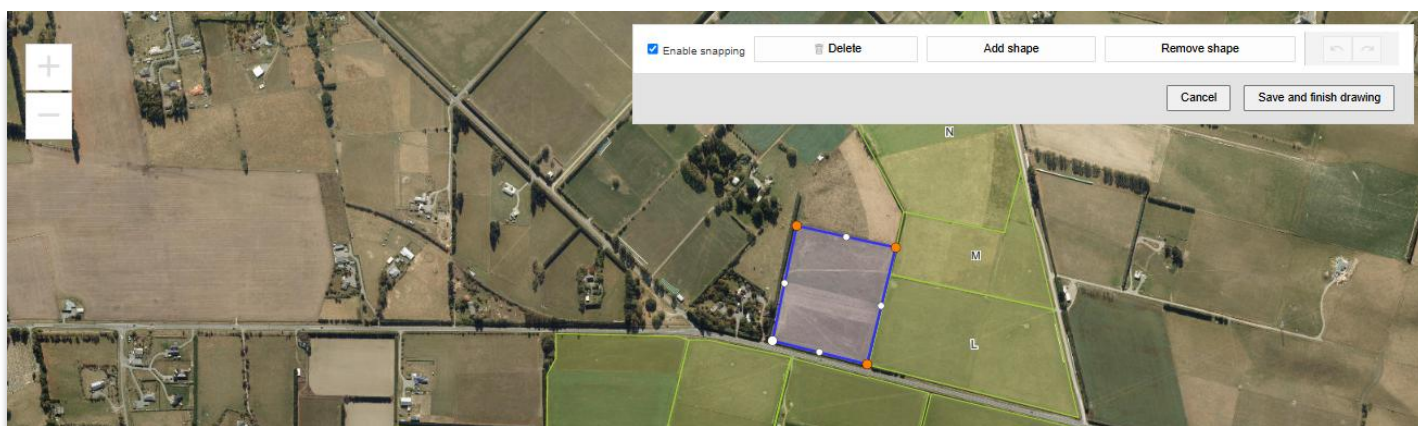 +
−
Enable snapping
Delete
Add shape
Remove shape
Cancel
Save and finish drawing
N
M
L